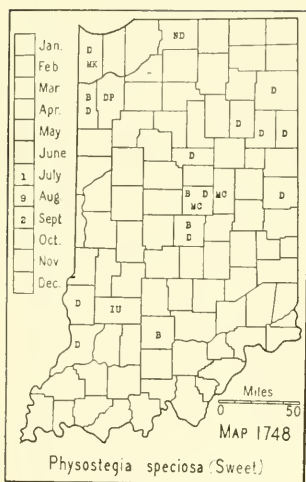 Jan.
Feb
Mar
Apr.
May
June
1 July
9 Aug
2 Sept
Oct.
Nov
Dec.
ND
D
MK
B DP
D
D
D
D D
D
B D MC
MC
D
B
D
D IU
D
B
Miles
0 50
MAP 1748
Physostegia speciosa (Sweet)